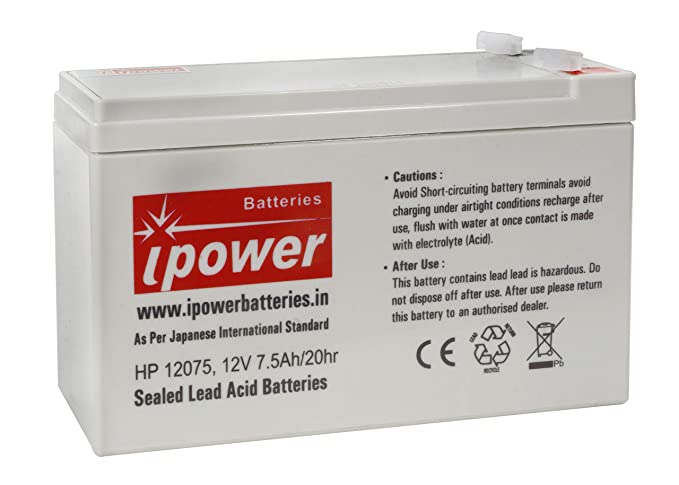 ipower
Batteries
ipower
www.ipowerbatteries.in
As Per Japanese International Standard
HP 12075, 12V 7.5Ah/20hr
Sealed Lead Acid Batteries
• Cautions :
Avoid Short-circuiting battery terminals avoid
charging under airtight conditions recharge after
use, flush with water at once contact is made
with electrolyte (Acid).
• After Use :
This battery contains lead lead is hazardous. Do
not dispose off after use. After use please return
this battery to an authorised dealer.
CE
Pb
RECYCLE